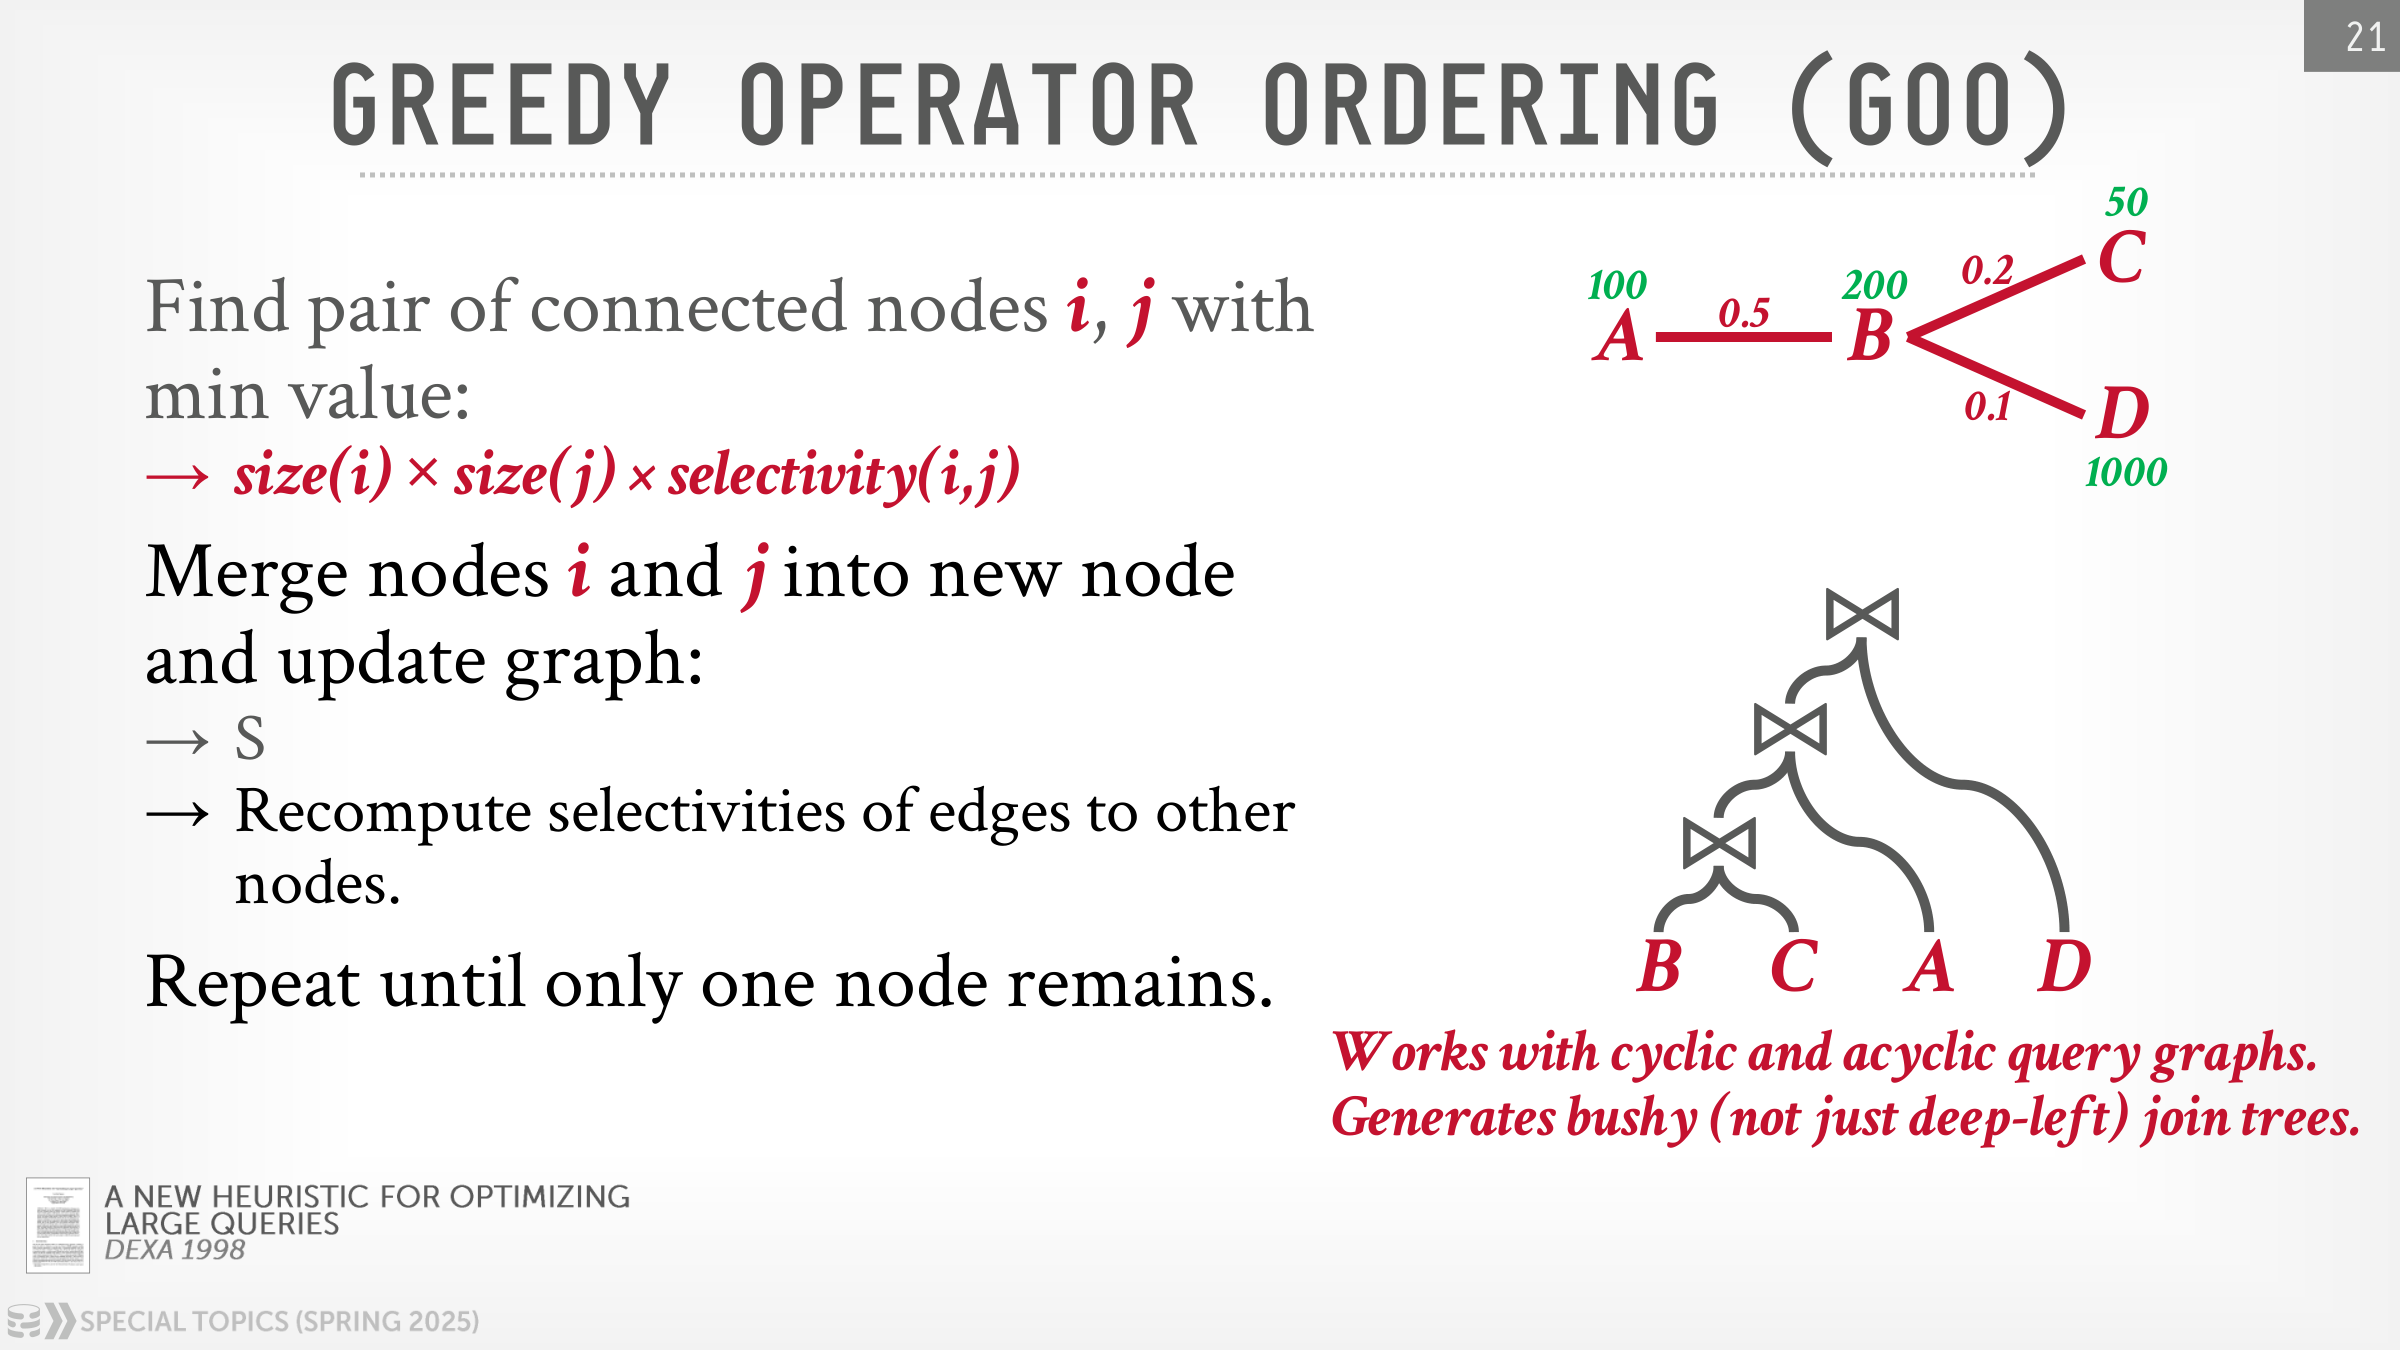 21
GREEDY OPERATOR ORDERING (GOO)
Find pair of connected nodes i, j with
min value:
→ size(i) × size(j) × selectivity(i,j)
Merge nodes i and j into new node
and update graph:
→ S
→ Recompute selectivities of edges to other
nodes.
Repeat until only one node remains.
50
C
100
200
0.2
A
0.5
B
0.1
D
1000
B C A D
Works with cyclic and acyclic query graphs.
Generates bushy (not just deep-left) join trees.
A NEW HEURISTIC FOR OPTIMIZING
LARGE QUERIES
DEXA 1998
SPECIAL TOPICS (SPRING 2025)